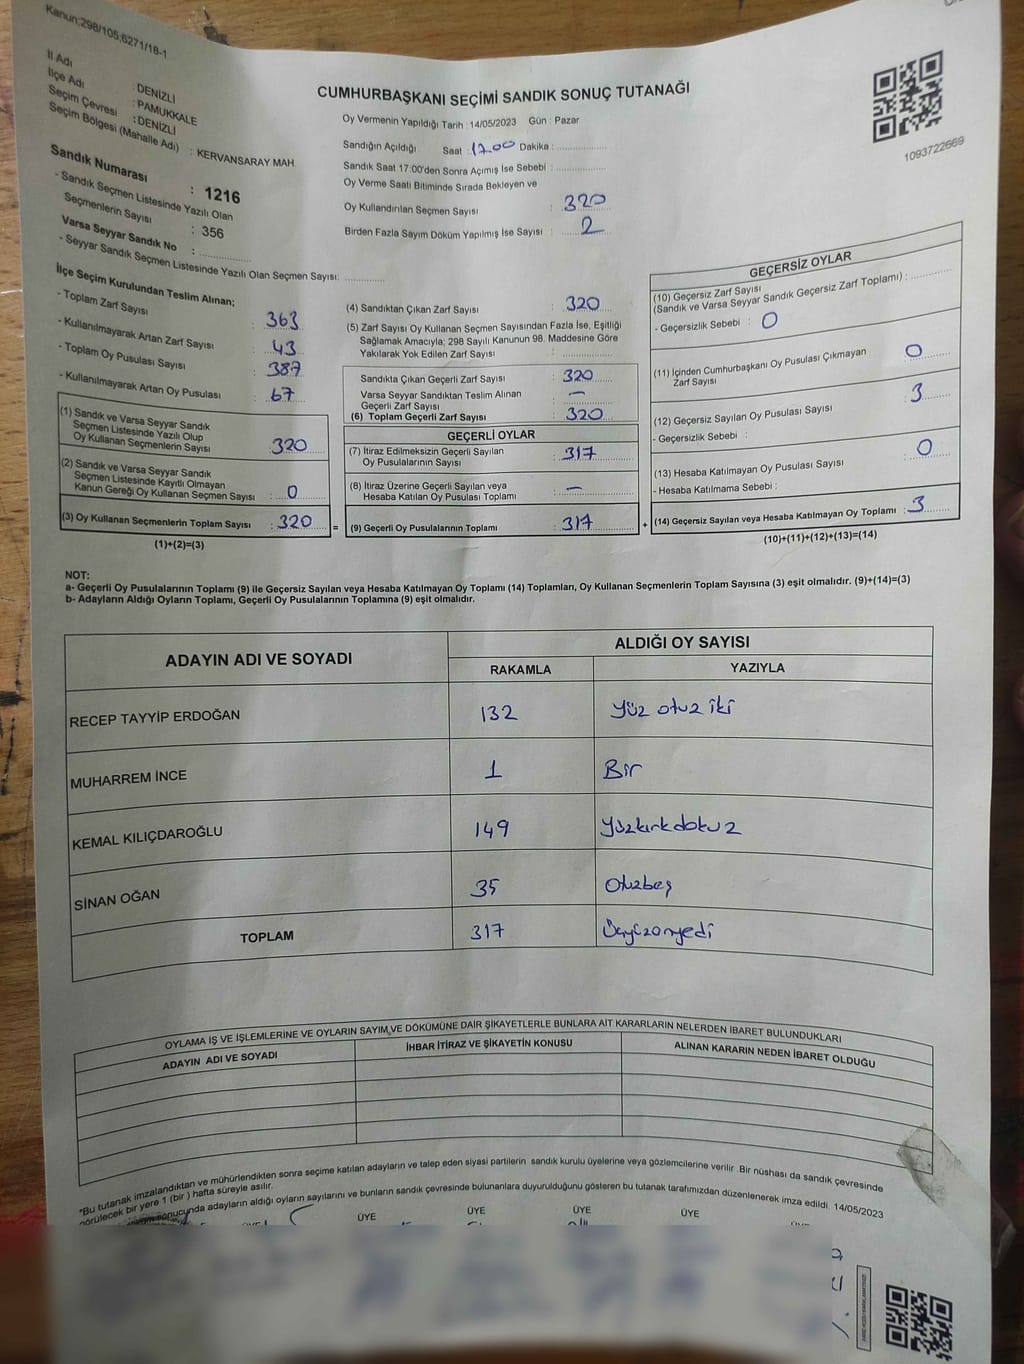 Kanun:298/105,6271/18-1
İl Adı : DENİZLİ
İlçe Adı : PAMUKKALE
Seçim Çevresi : DENİZLİ
Seçim Bölgesi (Mahalle Adı) : KERVANSARAY MAH.
Sandık Numarası : 1216
- Sandık Seçmen Listesinde Yazılı Olan
Seçmenlerin Sayısı : 356
Varsa Seyyar Sandık No :
- Seyyar Sandık Seçmen Listesinde Yazılı Olan Seçmen Sayısı:
CUMHURBAŞKANI SEÇİMİ SANDIK SONUÇ TUTANAĞI
Oy Vermenin Yapıldığı Tarih : 14/05/2023 Gün : Pazar
Sandığın Açıldığı Saat : 17.00 Dakika :
Sandık Saat 17:00'den Sonra Açımış İse Sebebi :
Oy Verme Saati Bitiminde Sırada Bekleyen ve
Oy Kullandırılan Seçmen Sayısı : 320
Birden Fazla Sayım Döküm Yapılmış İse Sayısı : 2
1093722669
İlçe Seçim Kurulundan Teslim Alınan;
- Toplam Zarf Sayısı : 363
- Kullanılmayarak Artan Zarf Sayısı : 43
- Toplam Oy Pusulası Sayısı : 387
- Kullanılmayarak Artan Oy Pusulası : 67
(1) Sandık ve Varsa Seyyar Sandık
Seçmen Listesinde Yazılı Olup
Oy Kullanan Seçmenlerin Sayısı : 320
(2) Sandık ve Varsa Seyyar Sandık
Seçmen Listesinde Kayıtlı Olmayan
Kanun Gereği Oy Kullanan Seçmen Sayısı : 0
(3) Oy Kullanan Seçmenlerin Toplam Sayısı : 320 =
(1)+(2)=(3)
(4) Sandıktan Çıkan Zarf Sayısı : 320
(5) Zarf Sayısı Oy Kullanan Seçmen Sayısından Fazla İse, Eşitliği
Sağlamak Amacıyla; 298 Sayılı Kanunun 98. Maddesine Göre
Yakılarak Yok Edilen Zarf Sayısı :
Sandıkta Çıkan Geçerli Zarf Sayısı : 320
Varsa Seyyar Sandıktan Teslim Alınan
Geçerli Zarf Sayısı : –
(6) Toplam Geçerli Zarf Sayısı : 320
GEÇERLİ OYLAR
(7) İtiraz Edilmeksizin Geçerli Sayılan
Oy Pusulalarının Sayısı : 317
(8) İtiraz Üzerine Geçerli Sayılan veya
Hesaba Katılan Oy Pusulası Toplamı : –
(9) Geçerli Oy Pusulalarının Toplamı : 317 +
GEÇERSİZ OYLAR
(10) Geçersiz Zarf Sayısı
(Sandık ve Varsa Seyyar Sandık Geçersiz Zarf Toplamı) :
- Geçersizlik Sebebi : 0
(11) İçinden Cumhurbaşkanı Oy Pusulası Çıkmayan
Zarf Sayısı 0
(12) Geçersiz Sayılan Oy Pusulası Sayısı 3
- Geçersizlik Sebebi :
(13) Hesaba Katılmayan Oy Pusulası Sayısı 0
- Hesaba Katılmama Sebebi :
(14) Geçersiz Sayılan veya Hesaba Katılmayan Oy Toplamı : 3
(10)+(11)+(12)+(13)=(14)
NOT:
a- Geçerli Oy Pusulalarının Toplamı (9) ile Geçersiz Sayılan veya Hesaba Katılmayan Oy Toplamı (14) Toplamları, Oy Kullanan Seçmenlerin Toplam Sayısına (3) eşit olmalıdır. (9)+(14)=(3)
b- Adayların Aldığı Oyların Toplamı, Geçerli Oy Pusulalarının Toplamına (9) eşit olmalıdır.
ADAYIN ADI VE SOYADI ALDIĞI OY SAYISI
RAKAMLA YAZIYLA
RECEP TAYYİP ERDOĞAN 132 Yüz otuz iki
MUHARREM İNCE 1 Bir
KEMAL KILIÇDAROĞLU 149 Yüzkırkdokuz
SİNAN OĞAN 35 Otuzbeş
TOPLAM 317 Üçyüzonyedi
OYLAMA İŞ VE İŞLEMLERİNE VE OYLARIN SAYIM VE DÖKÜMÜNE DAİR ŞİKAYETLERLE BUNLARA AİT KARARLARIN NELERDEN İBARET BULUNDUKLARI
ADAYIN ADI VE SOYADI İHBAR İTİRAZ VE ŞİKAYETİN KONUSU ALINAN KARARIN NEDEN İBARET OLDUĞU
*Bu tutanak imzalandıktan ve mühürlendikten sonra seçime katılan adayların ve talep eden siyasi partilerin sandık kurulu üyelerine veya gözlemcilerine verilir. Bir nüshası da sandık çevresinde
görülecek bir yere 1 (bir) hafta süreyle asılır.
sonucunda adayların aldığı oyların sayılarını ve bunların sandık çevresinde bulunanlara duyurulduğunu gösteren bu tutanak tarafımızdan düzenlenerek imza edildi. 14/05/2023
ÜYE ÜYE ÜYE ÜYE